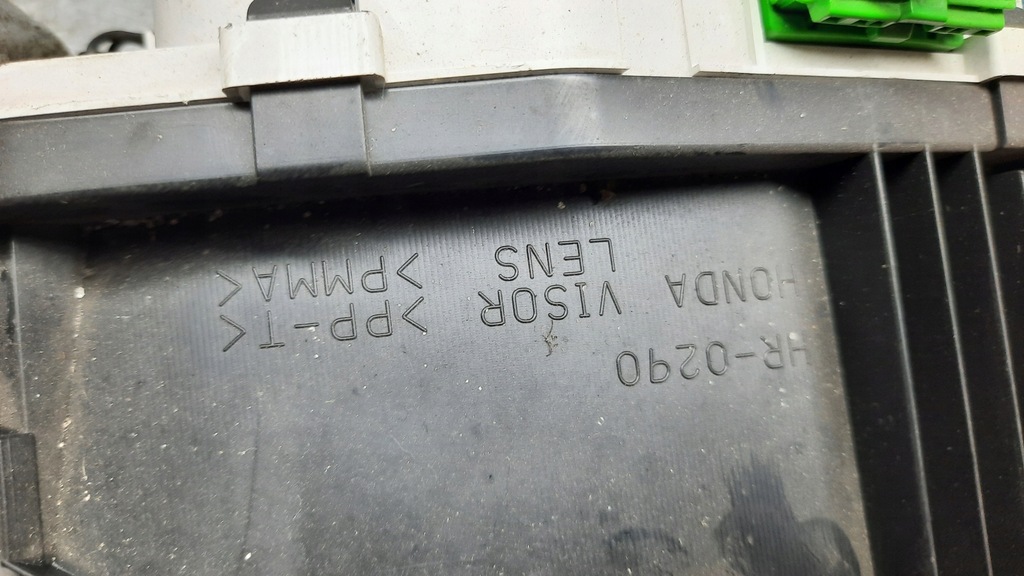 HR-0290
HONDA VISOR >PP-T<
LENS >PMMA<